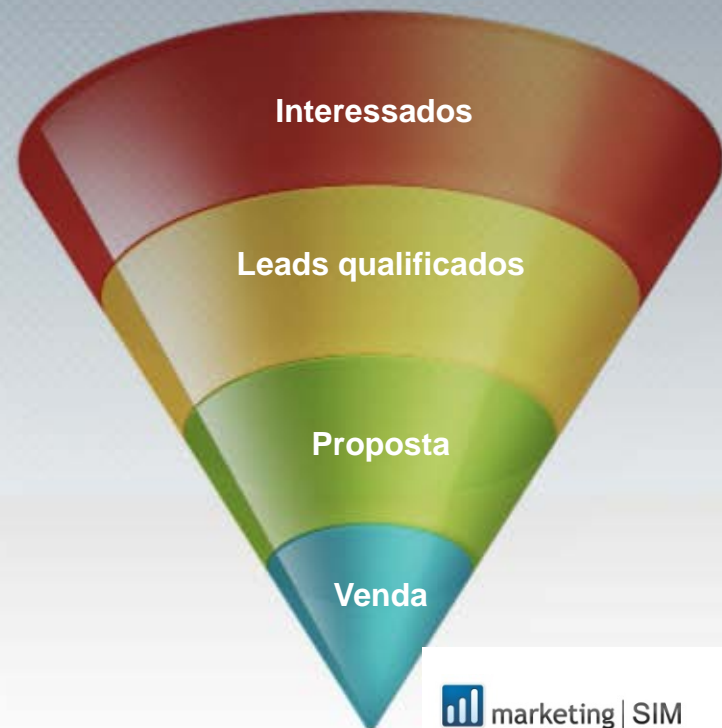 Interessados
Leads qualificados
Proposta
Venda
marketing | SIM